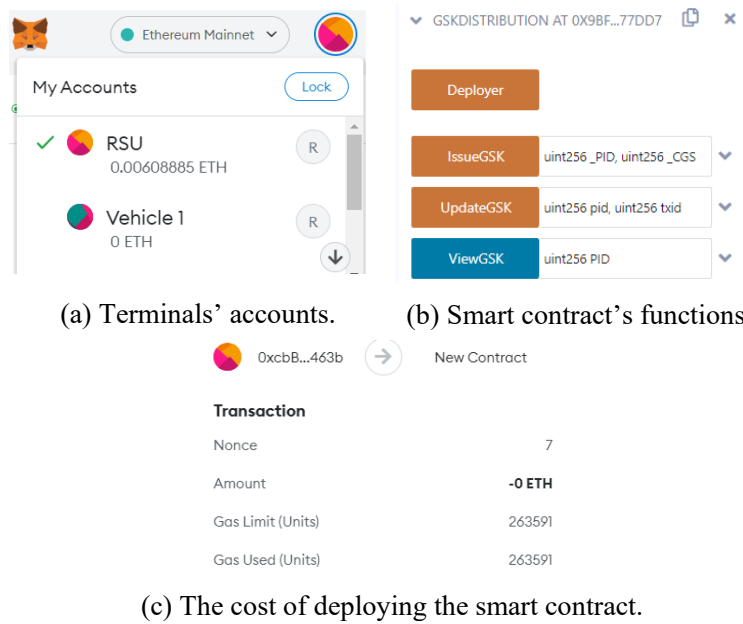 Ethereum Mainnet
My Accounts
Lock
RSU
R
0.00608885 ETH
Vehicle 1
R
0 ETH
GSKDISTRIBUTION AT 0X9BF...77DD7
Deployer
IssueGSK uint256 _PID, uint256 _CGS
UpdateGSK uint256 pid, uint256 txid
ViewGSK uint256 PID
(a) Terminals’ accounts.
(b) Smart contract’s functions
0xcbB...463b New Contract
Transaction
Nonce 7
Amount -0 ETH
Gas Limit (Units) 263591
Gas Used (Units) 263591
(c) The cost of deploying the smart contract.